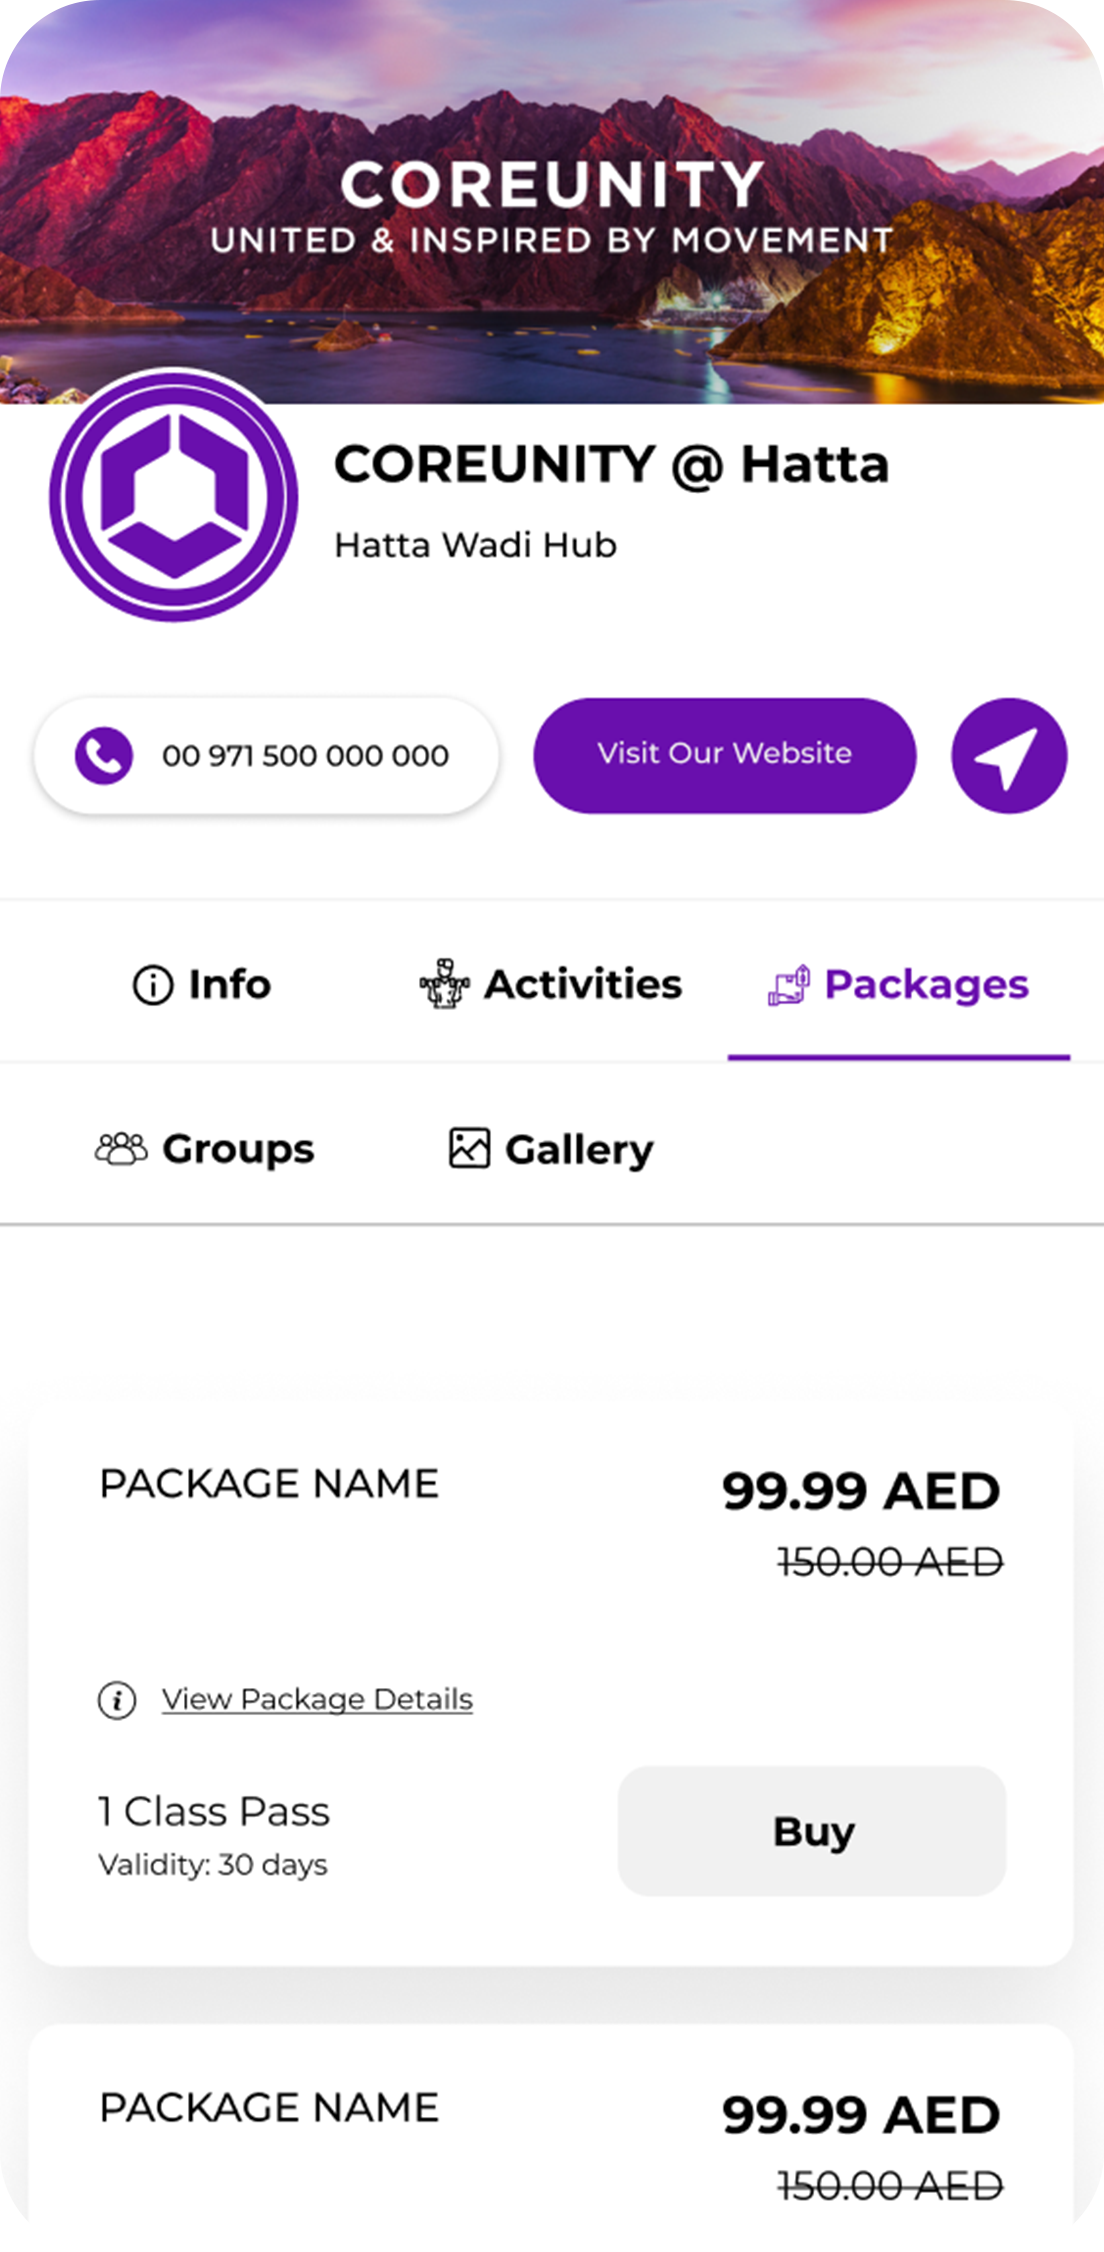 COREUNITY
UNITED & INSPIRED BY MOVEMENT
COREUNITY @ Hatta
Hatta Wadi Hub
00 971 500 000 000
Visit Our Website
Info
Activities
Packages
Groups
Gallery
PACKAGE NAME
99.99 AED
150.00 AED
View Package Details
1 Class Pass
Validity: 30 days
Buy
PACKAGE NAME
99.99 AED
150.00 AED